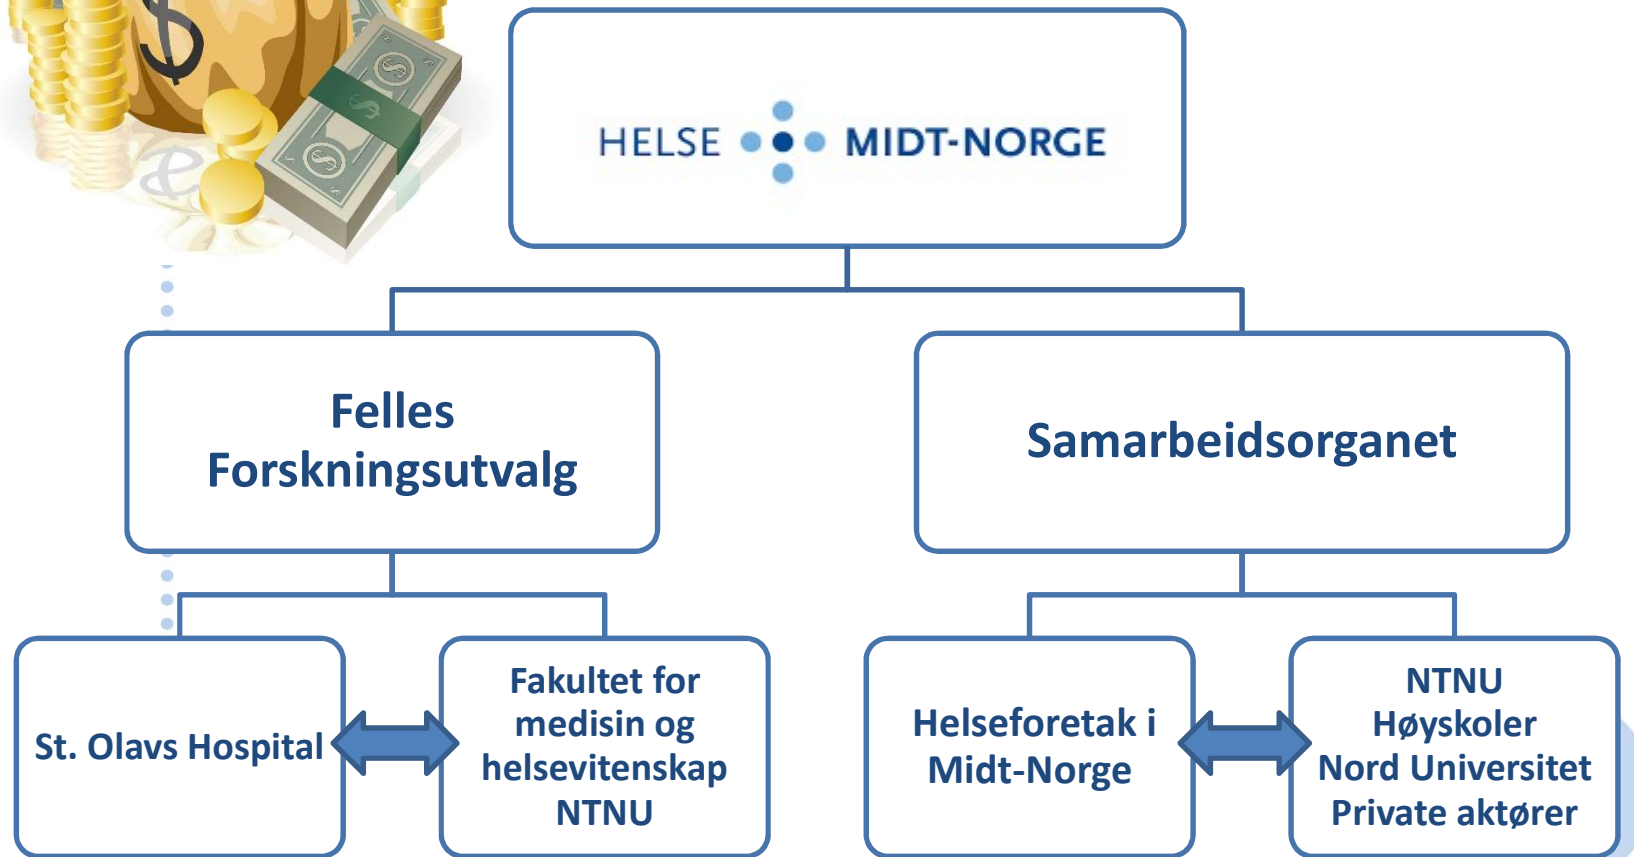 HELSE MIDT-NORGE
Felles
Forskningsutvalg
Samarbeidsorganet
St. Olavs Hospital
Fakultet for
medisin og
helsevitenskap
NTNU
Helseforetak i
Midt-Norge
NTNU
Høyskoler
Nord Universitet
Private aktører